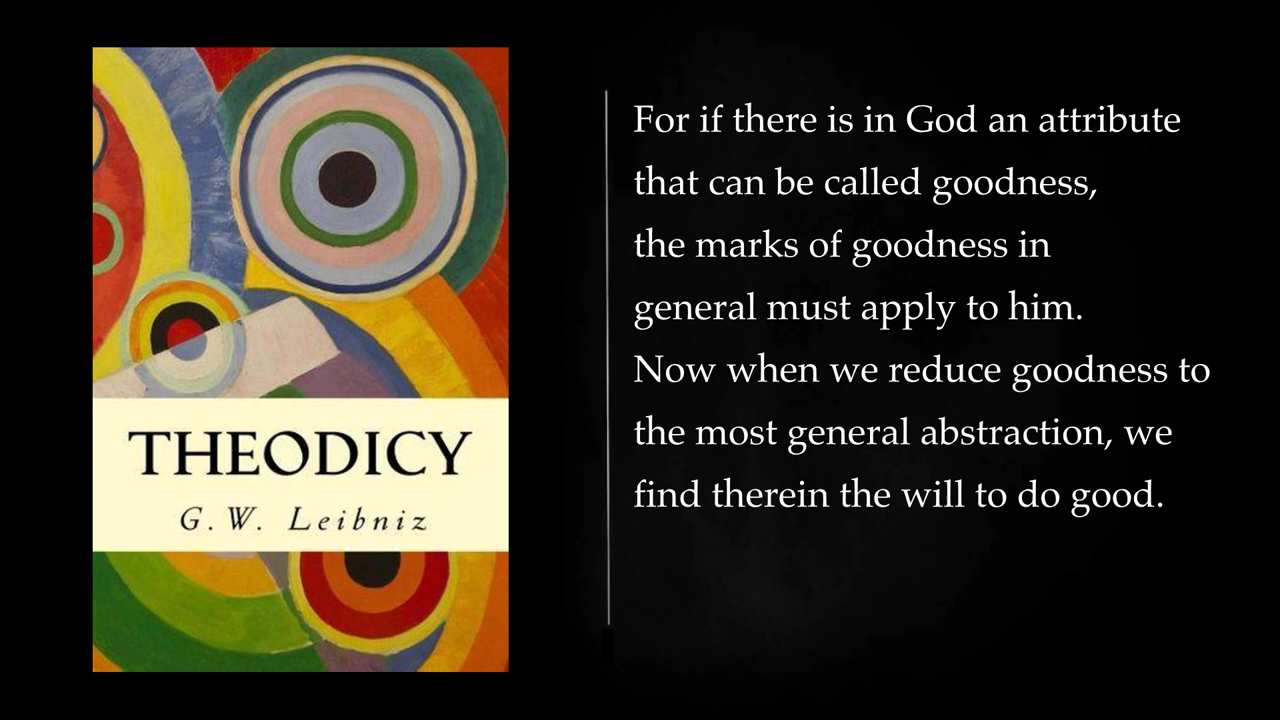 THEODICY
G. W. Leibniz
For if there is in God an attribute
that can be called goodness,
the marks of goodness in
general must apply to him.
Now when we reduce goodness to
the most general abstraction, we
find therein the will to do good.